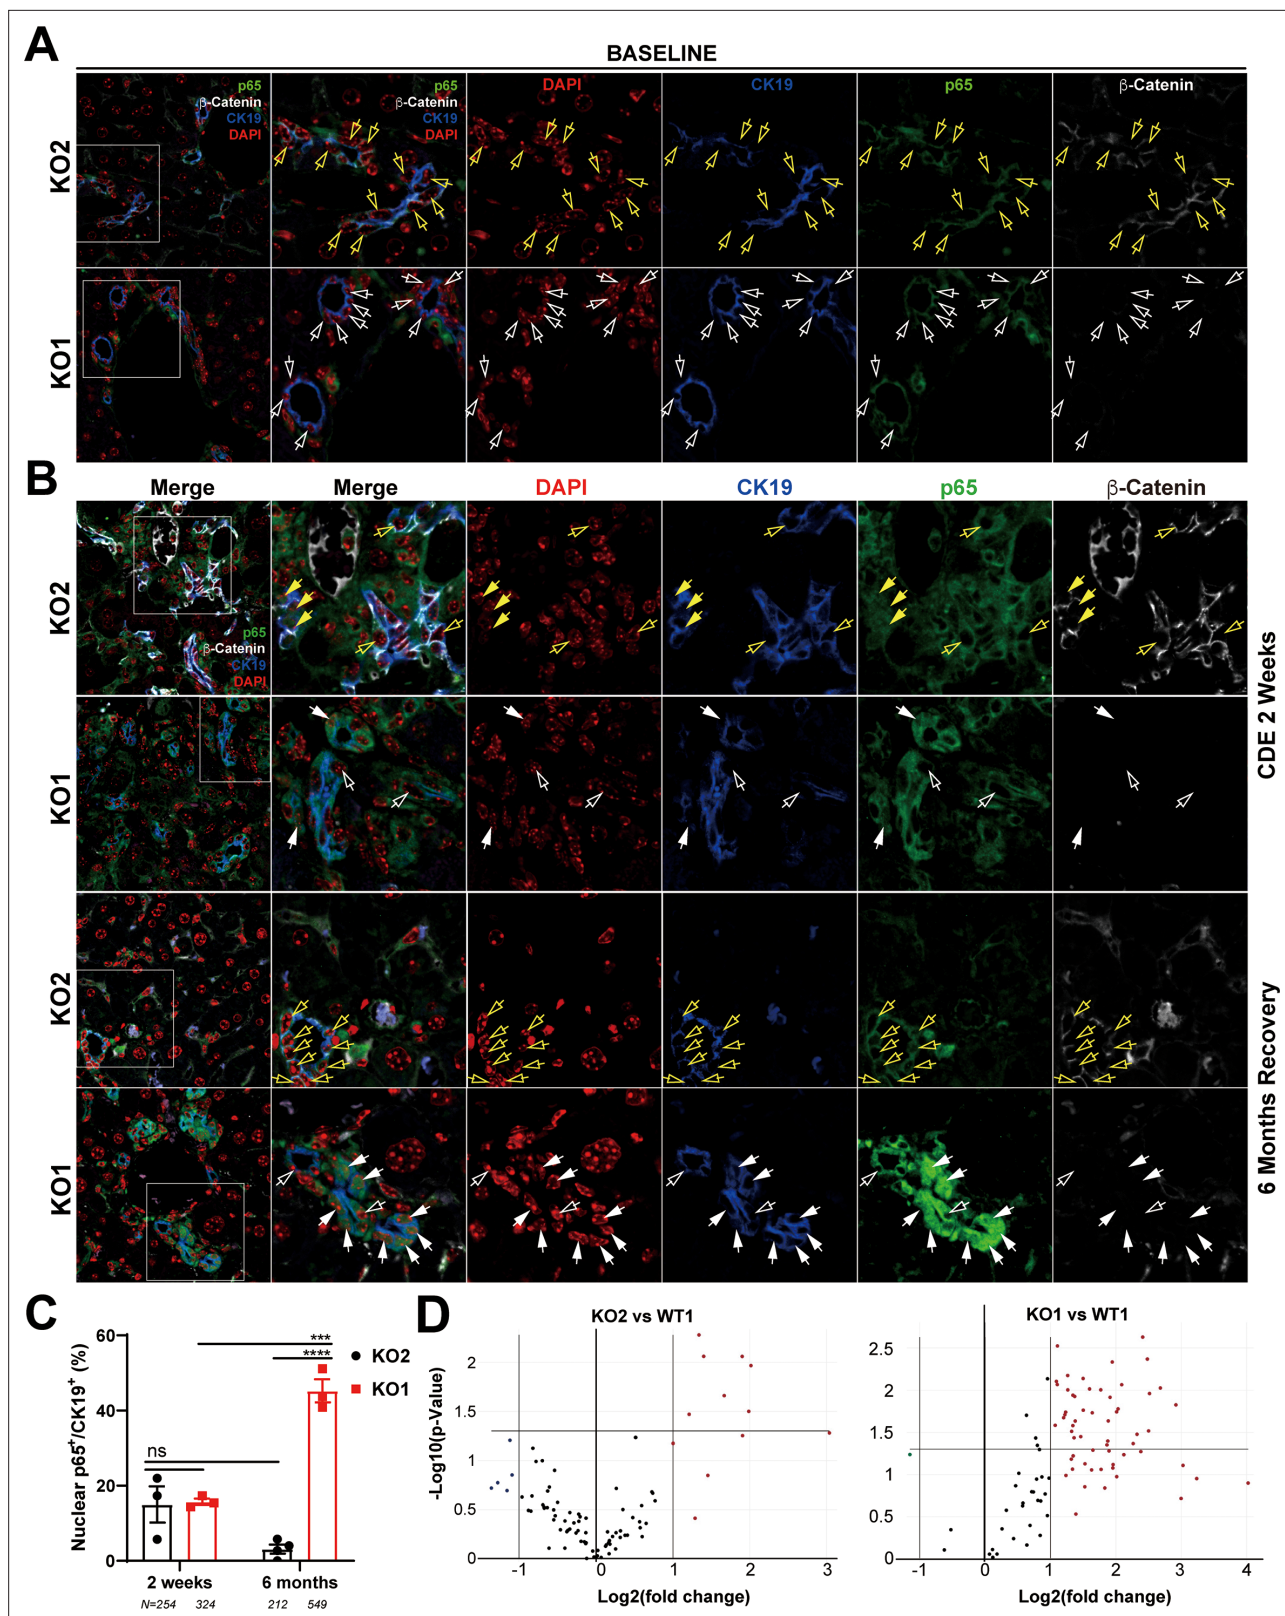 A
BASELINE
p65
β-Catenin
CK19
DAPI
p65
β-Catenin
CK19
DAPI
DAPI
CK19
p65
β-Catenin
KO2
KO1
B
Merge
Merge
DAPI
CK19
p65
β-Catenin
KO2
p65
β-Catenin
CK19
DAPI
CDE 2 Weeks
KO1
KO2
6 Months Recovery
KO1
C
Nuclear p65+/CK19+ (%)
60
40
20
0
ns
***
****
KO2
KO1
2 weeks
6 months
N=254 324 212 549
D
KO2 vs WT1
-Log10(p-Value)
2
1.5
1
0.5
0
-1 0 1 2 3
Log2(fold change)
KO1 vs WT1
2.5
2
1.5
1
0.5
0
-1 0 1 2 3 4
Log2(fold change)